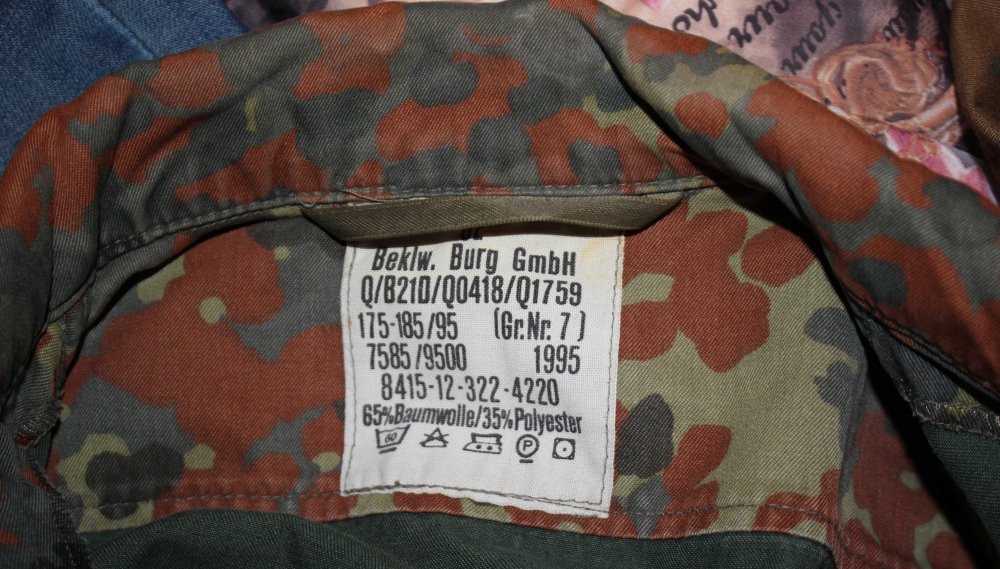 Beklw. Burg GmbH
Q/B21D/Q0418/Q1759
175-185/95 (Gr.Nr. 7)
7585/9500 1995
8415-12-322-4220
65%Baumwolle/35%Polyester
60
P